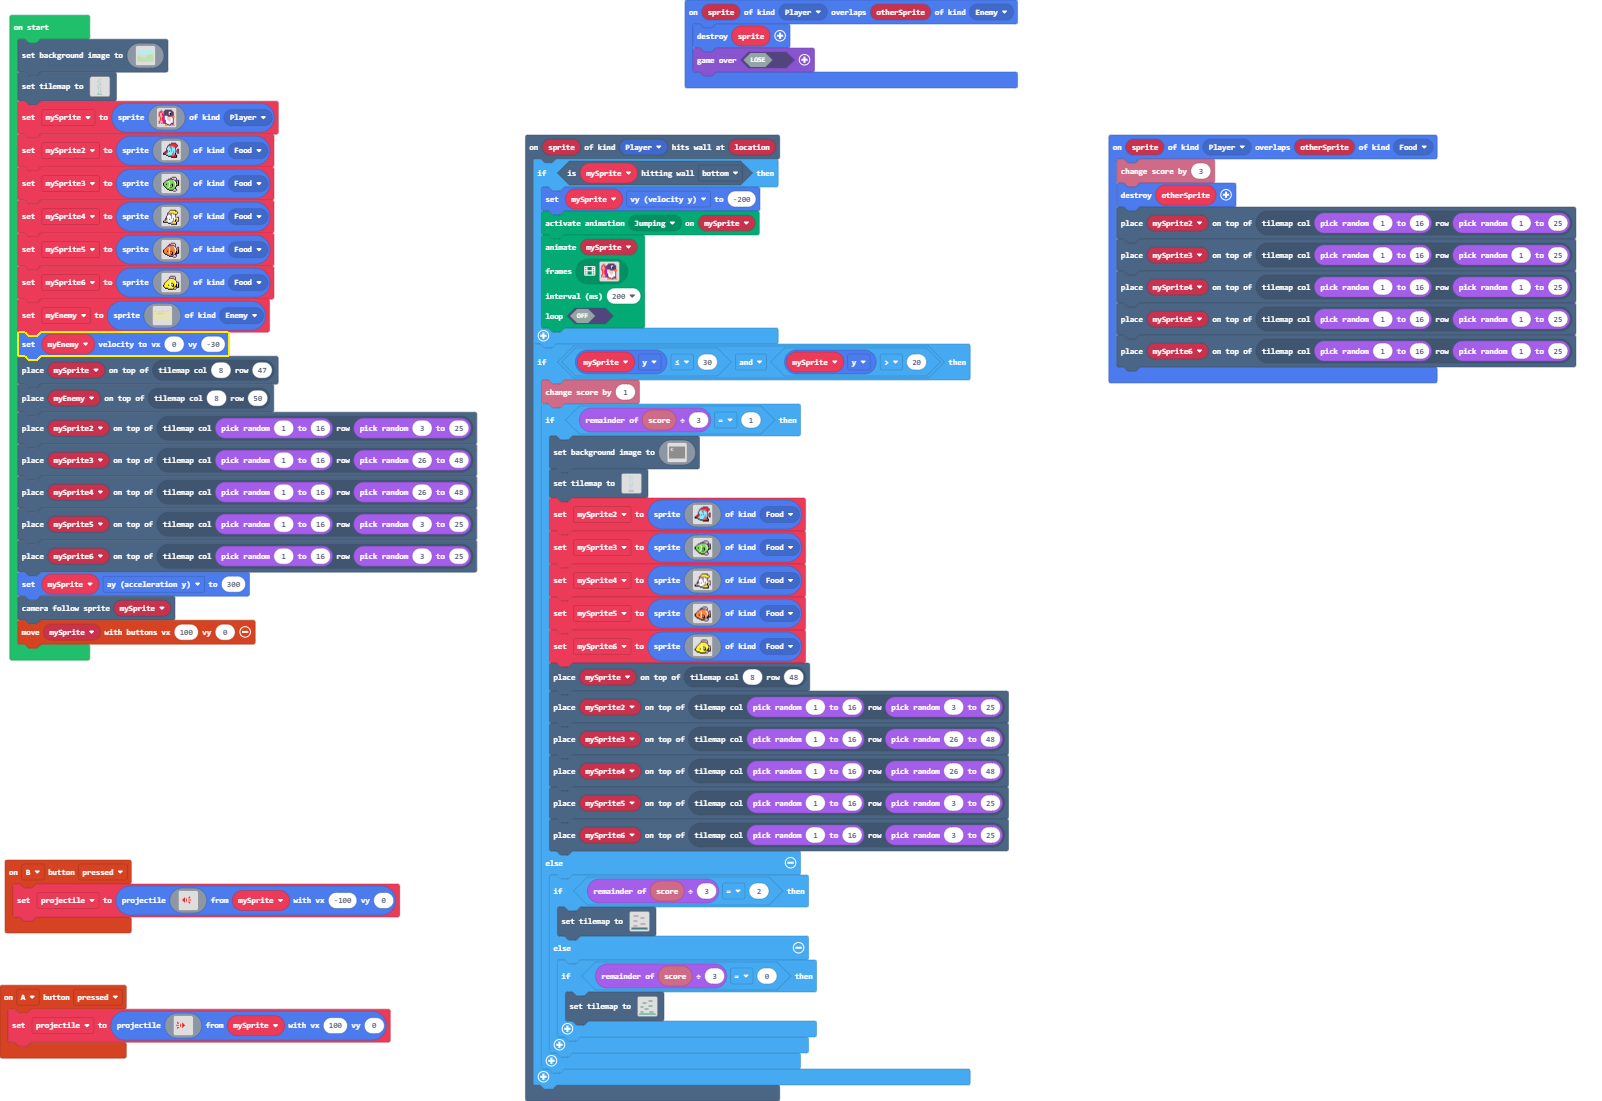 on start
set background image to
set tilemap to
set mySprite to sprite of kind Player
set mySprite2 to sprite of kind Food
set mySprite3 to sprite of kind Food
set mySprite4 to sprite of kind Food
set mySprite5 to sprite of kind Food
set mySprite6 to sprite of kind Food
set myEnemy to sprite of kind Enemy
set myEnemy velocity to vx 0 vy -30
place mySprite on top of tilemap col 8 row 47
place myEnemy on top of tilemap col 8 row 50
place mySprite2 on top of tilemap col pick random 1 to 16 row pick random 3 to 25
place mySprite3 on top of tilemap col pick random 1 to 16 row pick random 26 to 48
place mySprite4 on top of tilemap col pick random 1 to 16 row pick random 26 to 48
place mySprite5 on top of tilemap col pick random 1 to 16 row pick random 3 to 25
place mySprite6 on top of tilemap col pick random 1 to 16 row pick random 3 to 25
set mySprite ay (acceleration y) to 300
camera follow sprite mySprite
move mySprite with buttons vx 100 vy 0
on B button pressed
set projectile to projectile from mySprite with vx -100 vy 0
on A button pressed
set projectile to projectile from mySprite with vx 100 vy 0
on sprite of kind Player overlaps otherSprite of kind Enemy
destroy sprite
game over LOSE
on sprite of kind Player hits wall at location
if is mySprite hitting wall bottom then
set mySprite vy (velocity y) to -200
activate animation Jumping on mySprite
animate mySprite
frames
interval (ms) 200
loop OFF
if mySprite y ≤ 30 and mySprite y > 20 then
change score by 1
if remainder of score ÷ 3 = 1 then
set background image to
set tilemap to
set mySprite2 to sprite of kind Food
set mySprite3 to sprite of kind Food
set mySprite4 to sprite of kind Food
set mySprite5 to sprite of kind Food
set mySprite6 to sprite of kind Food
place mySprite on top of tilemap col 8 row 48
place mySprite2 on top of tilemap col pick random 1 to 16 row pick random 3 to 25
place mySprite3 on top of tilemap col pick random 1 to 16 row pick random 26 to 48
place mySprite4 on top of tilemap col pick random 1 to 16 row pick random 26 to 48
place mySprite5 on top of tilemap col pick random 1 to 16 row pick random 3 to 25
place mySprite6 on top of tilemap col pick random 1 to 16 row pick random 3 to 25
else
if remainder of score ÷ 3 = 2 then
set tilemap to
else
if remainder of score ÷ 3 = 0 then
set tilemap to
on sprite of kind Player overlaps otherSprite of kind Food
change score by 3
destroy otherSprite
place mySprite2 on top of tilemap col pick random 1 to 16 row pick random 1 to 25
place mySprite3 on top of tilemap col pick random 1 to 16 row pick random 1 to 25
place mySprite4 on top of tilemap col pick random 1 to 16 row pick random 1 to 25
place mySprite5 on top of tilemap col pick random 1 to 16 row pick random 1 to 25
place mySprite6 on top of tilemap col pick random 1 to 16 row pick random 1 to 25